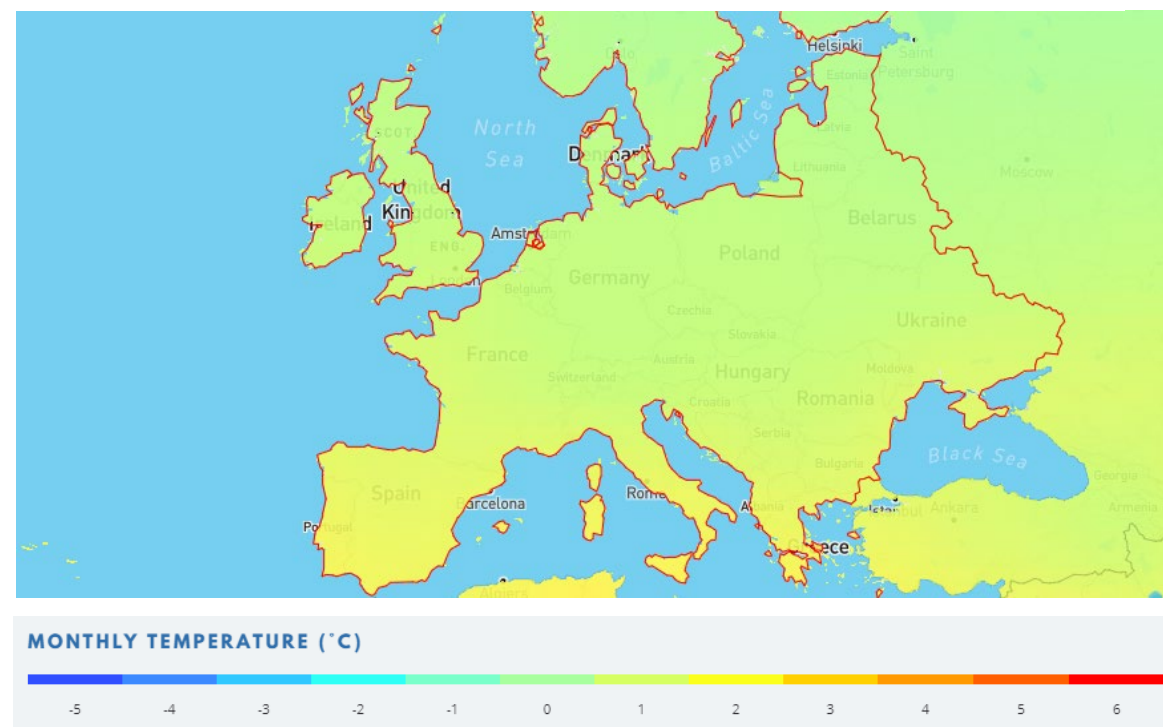 Oslo
Helsinki
Saint
Petersburg
Estonia
North
Sea
SCOT.
Baltic Sea
Latvia
Denmark
Lithuania
Moscow
United
Kingdom
Ireland
Belarus
Amsterdam
ENG.
Poland
London
Belgium
Germany
Czechia
Ukraine
Slovakia
France
Austria
Hungary
Moldova
Switzerland
Croatia
Romania
Serbia
Black Sea
Bulgaria
Georgia
Spain
Barcelona
Rome
Albania
Istanbul
Ankara
Armenia
Portugal
Greece
Algiers
MONTHLY TEMPERATURE (°C)
-5 -4 -3 -2 -1 0 1 2 3 4 5 6